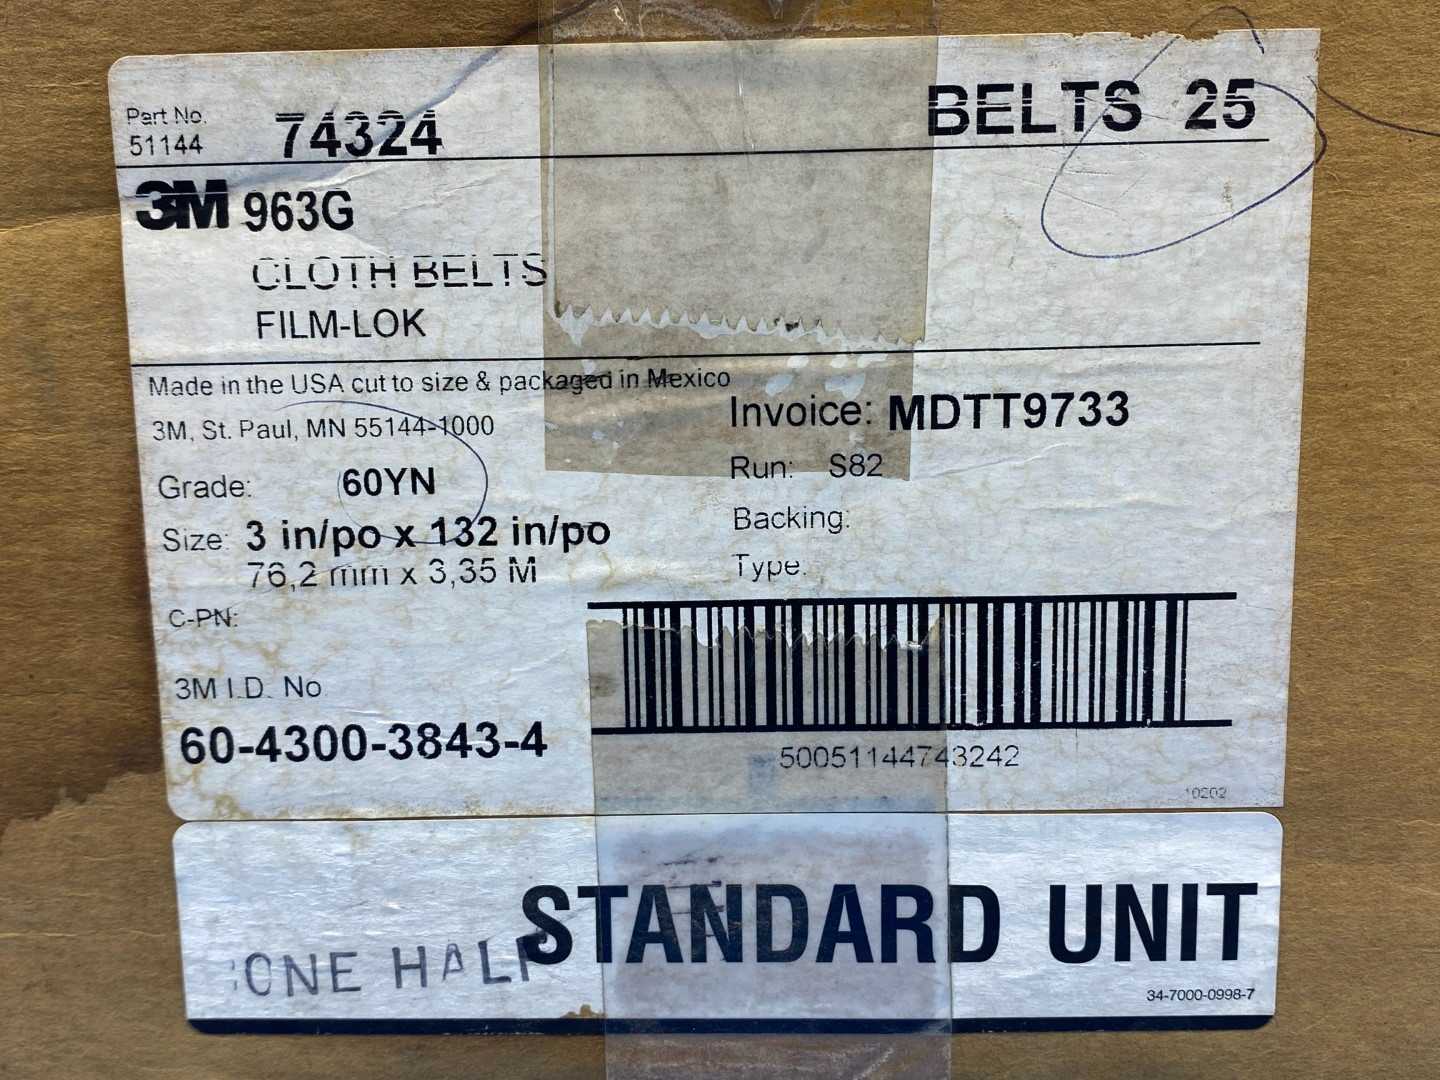 Part No. 74324 BELTS 25
51144
3M 963G
CLOTH BELTS
FILM-LOK
Made in the USA cut to size & packaged in Mexico
3M, St. Paul, MN 55144-1000
Invoice: MDTT9733
Grade: 60YN
Run: S82
Size: 3 in/po x 132 in/po
Backing:
76,2 mm x 3,35 M
Type.
C-PN:
3M I.D. No
60-4300-3843-4
50051144743242
10202
STANDARD UNIT
ONE HALF
34-7000-0998-7